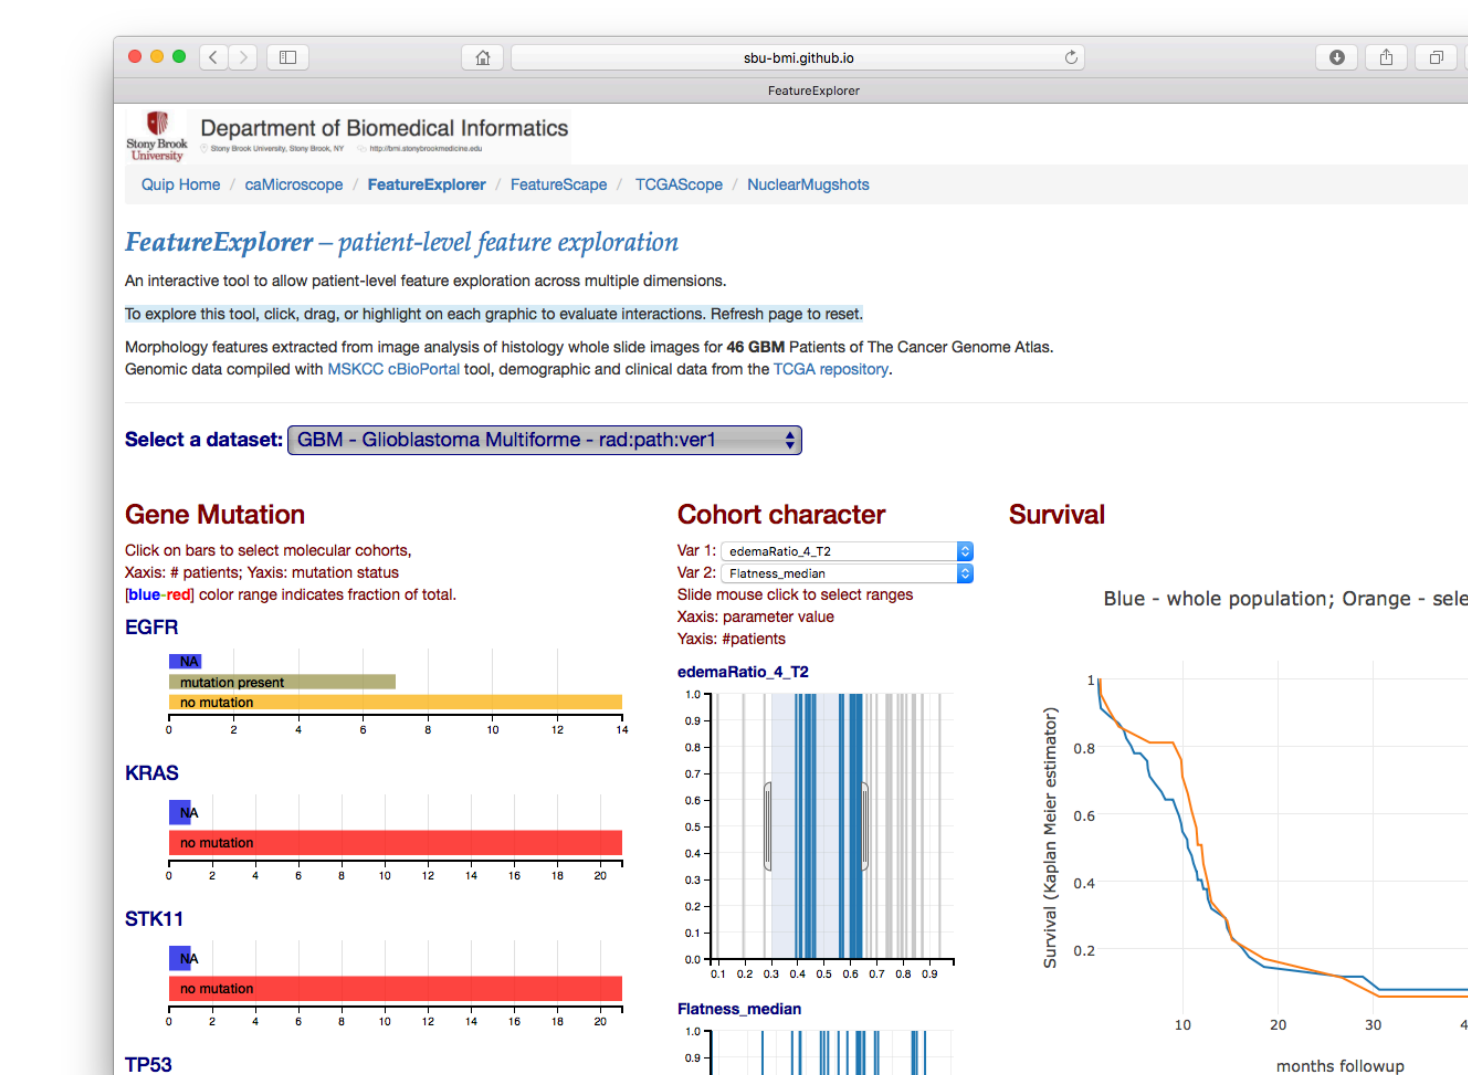 sbu-bmi.github.io
FeatureExplorer
Stony Brook
University
Department of Biomedical Informatics
Stony Brook University, Stony Brook, NY http://bmi.stonybrookmedicine.edu
Quip Home / caMicroscope / FeatureExplorer / FeatureScape / TCGAScope / NuclearMugshots
FeatureExplorer – patient-level feature exploration
An interactive tool to allow patient-level feature exploration across multiple dimensions.
To explore this tool, click, drag, or highlight on each graphic to evaluate interactions. Refresh page to reset.
Morphology features extracted from image analysis of histology whole slide images for 46 GBM Patients of The Cancer Genome Atlas.
Genomic data compiled with MSKCC cBioPortal tool, demographic and clinical data from the TCGA repository.
Select a dataset: GBM - Glioblastoma Multiforme - rad:path:ver1
Gene Mutation
Click on bars to select molecular cohorts,
Xaxis: # patients; Yaxis: mutation status
[blue-red] color range indicates fraction of total.
EGFR
NA
mutation present
no mutation
0 2 4 6 8 10 12 14
KRAS
NA
no mutation
0 2 4 6 8 10 12 14 16 18 20
STK11
NA
no mutation
0 2 4 6 8 10 12 14 16 18 20
TP53
Cohort character
Var 1: edemaRatio_4_T2
Var 2: Flatness_median
Slide mouse click to select ranges
Xaxis: parameter value
Yaxis: #patients
edemaRatio_4_T2
1.0
0.9
0.8
0.7
0.6
0.5
0.4
0.3
0.2
0.1
0.0
0.1 0.2 0.3 0.4 0.5 0.6 0.7 0.8 0.9
Flatness_median
1.0
0.9
Survival
Blue - whole population; Orange - sele
Survival (Kaplan Meier estimator)
1
0.8
0.6
0.4
0.2
10 20 30 4
months followup